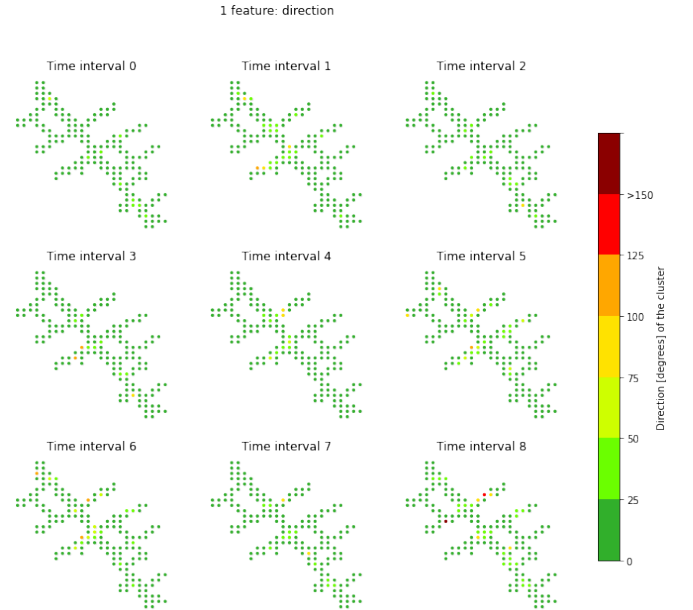 1 feature: direction
Time interval 0
Time interval 1
Time interval 2
Time interval 3
Time interval 4
Time interval 5
Time interval 6
Time interval 7
Time interval 8
>150
125
100
75
50
25
0
Direction [degrees] of the cluster